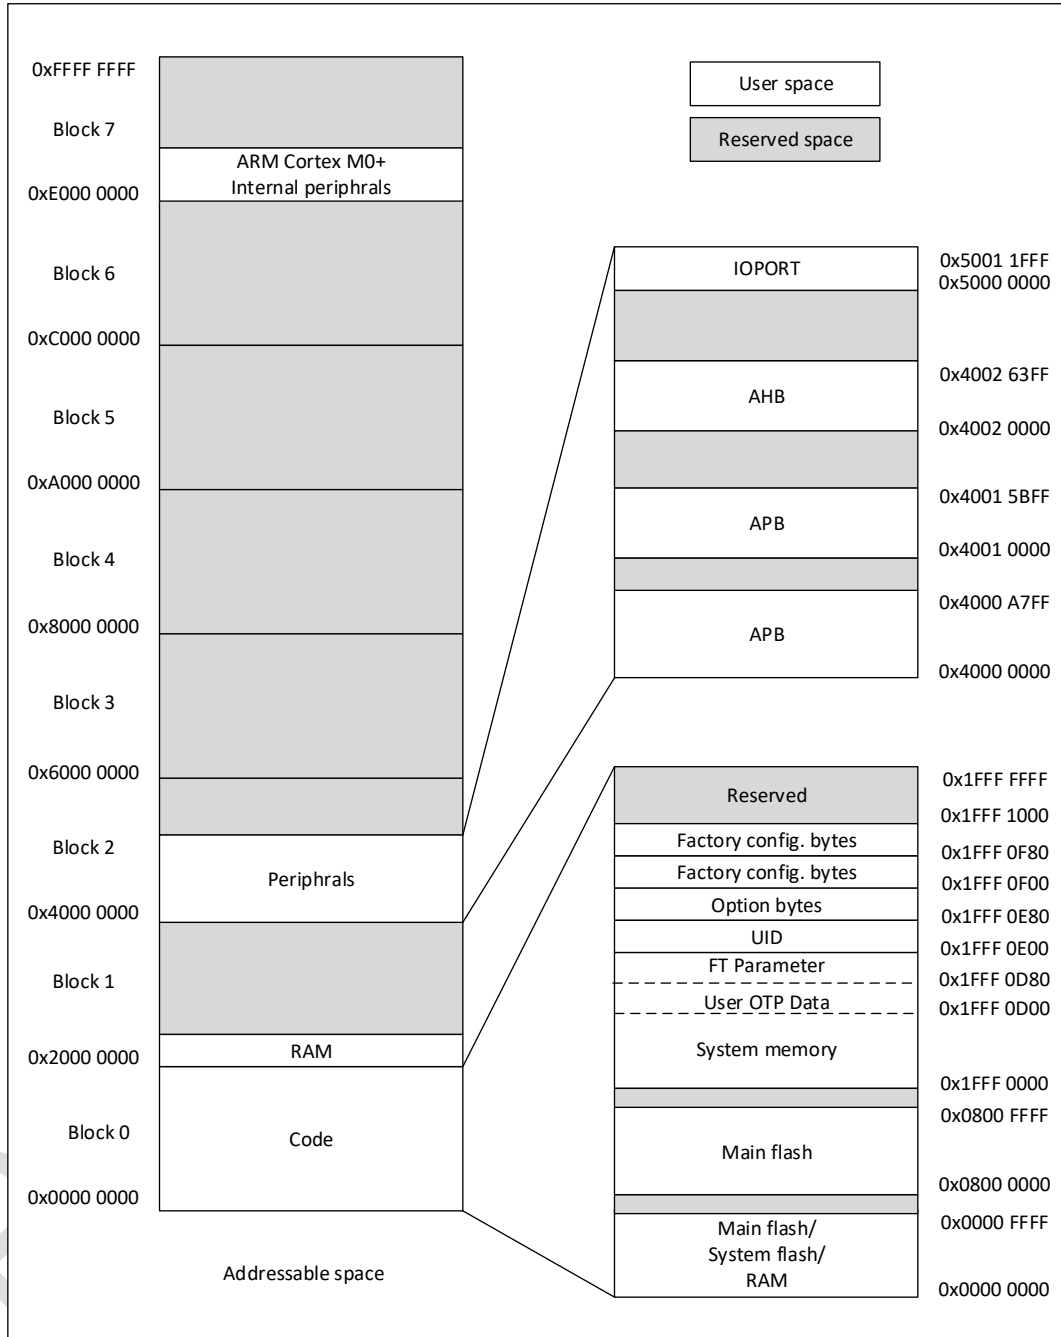 0xFFFF FFFF
Block 7
ARM Cortex M0+
Internal periphrals
0xE000 0000
Block 6
0xC000 0000
Block 5
0xA000 0000
Block 4
0x8000 0000
Block 3
0x6000 0000
Block 2
Periphrals
0x4000 0000
Block 1
RAM
0x2000 0000
Block 0
Code
0x0000 0000
Addressable space
User space
Reserved space
IOPORT
0x5001 1FFF
0x5000 0000
0x4002 63FF
AHB
0x4002 0000
0x4001 5BFF
APB
0x4001 0000
0x4000 A7FF
APB
0x4000 0000
0x1FFF FFFF
Reserved
0x1FFF 1000
Factory config. bytes
0x1FFF 0F80
Factory config. bytes
0x1FFF 0F00
Option bytes
0x1FFF 0E80
UID
0x1FFF 0E00
FT Parameter
0x1FFF 0D80
User OTP Data
0x1FFF 0D00
System memory
0x1FFF 0000
0x0800 FFFF
Main flash
0x0800 0000
0x0000 FFFF
Main flash/
System flash/
RAM
0x0000 0000